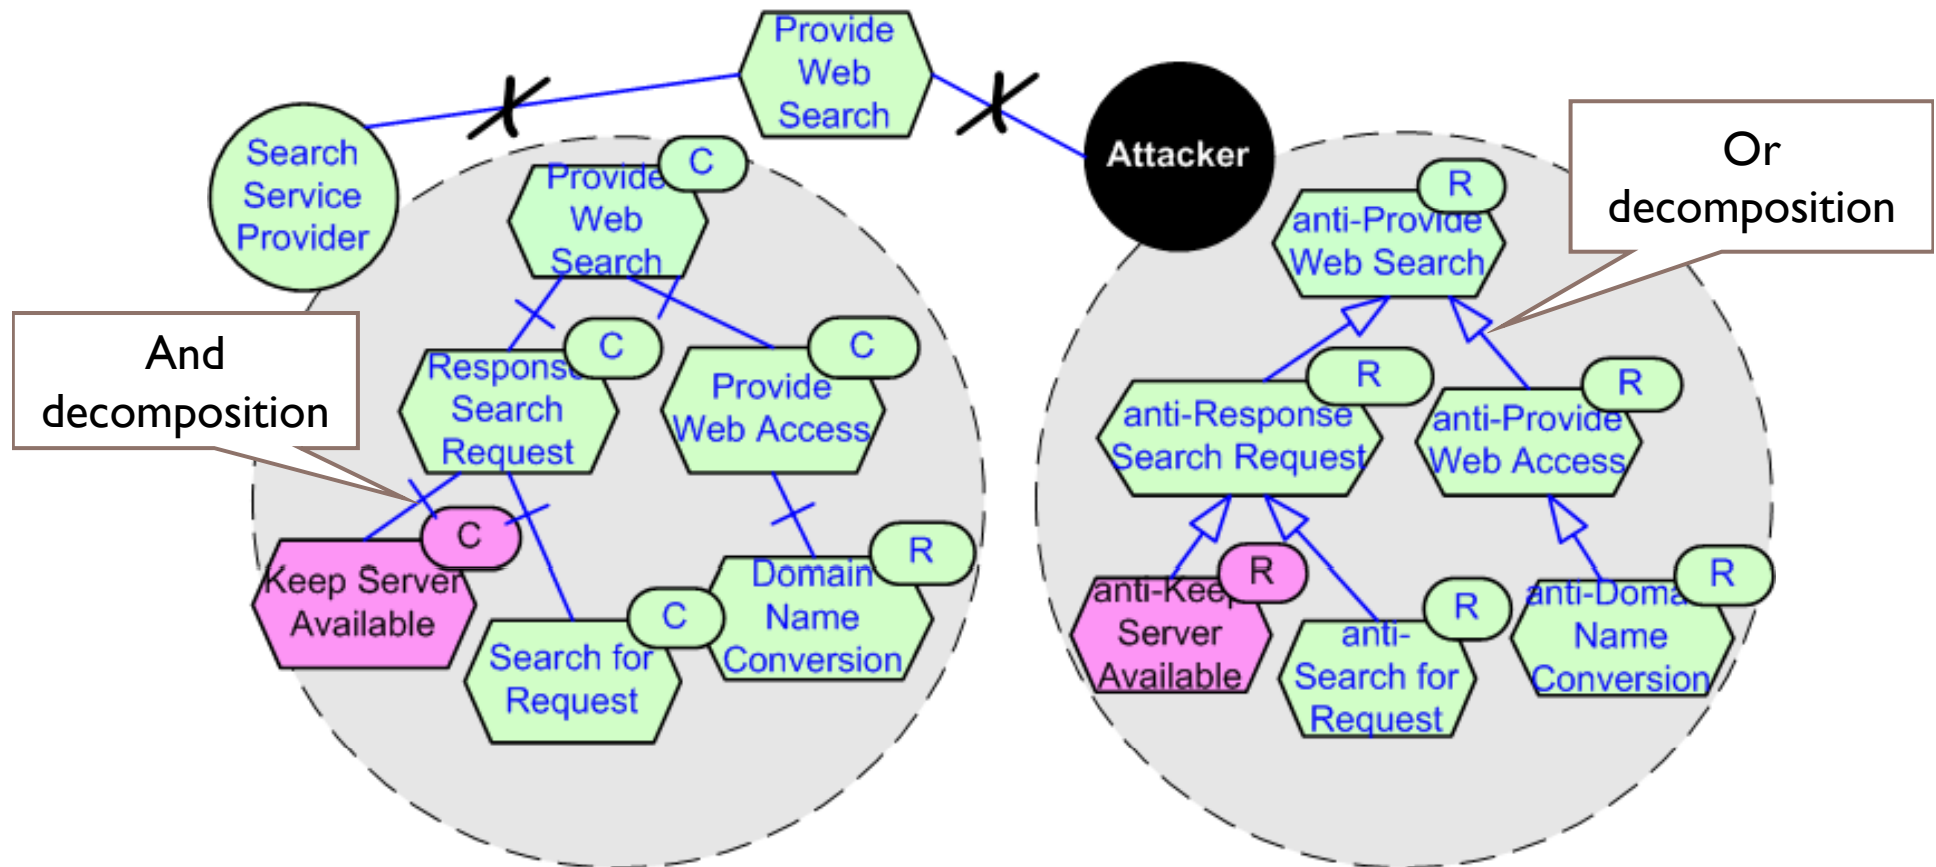 Provide
Web
Search
Search
Service
Provider
C
Provide
Web
Search
And
decomposition
C
Response
Search
Request
C
Provide
Web Access
C
Keep Server
Available
C
Search for
Request
R
Domain
Name
Conversion
Attacker
Or
decomposition
R
anti-Provide
Web Search
R
anti-Response
Search Request
R
anti-Provide
Web Access
R
anti-Keep
Server
Available
R
anti-
Search for
Request
R
anti-Domain
Name
Conversion